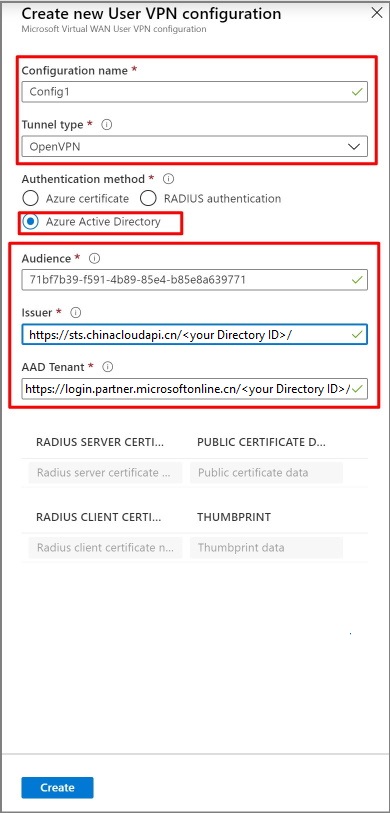 Create new User VPN configuration
Microsoft Virtual WAN User VPN configuration
Configuration name *
Config1
Tunnel type *
OpenVPN
Authentication method *
Azure certificate RADIUS authentication
Azure Active Directory
Audience *
71bf7b39-f591-4b89-85e4-b85e8a639771
Issuer *
https://sts.chinacloudapi.cn/<your Directory ID>/
AAD Tenant *
https://login.partner.microsoftonline.cn/<your Directory ID>/
RADIUS SERVER CERTI... PUBLIC CERTIFICATE D...
Radius server certificate ... Public certificate data
RADIUS CLIENT CERTI... THUMBPRINT
Radius client certificate n... Thumbprint data
Create